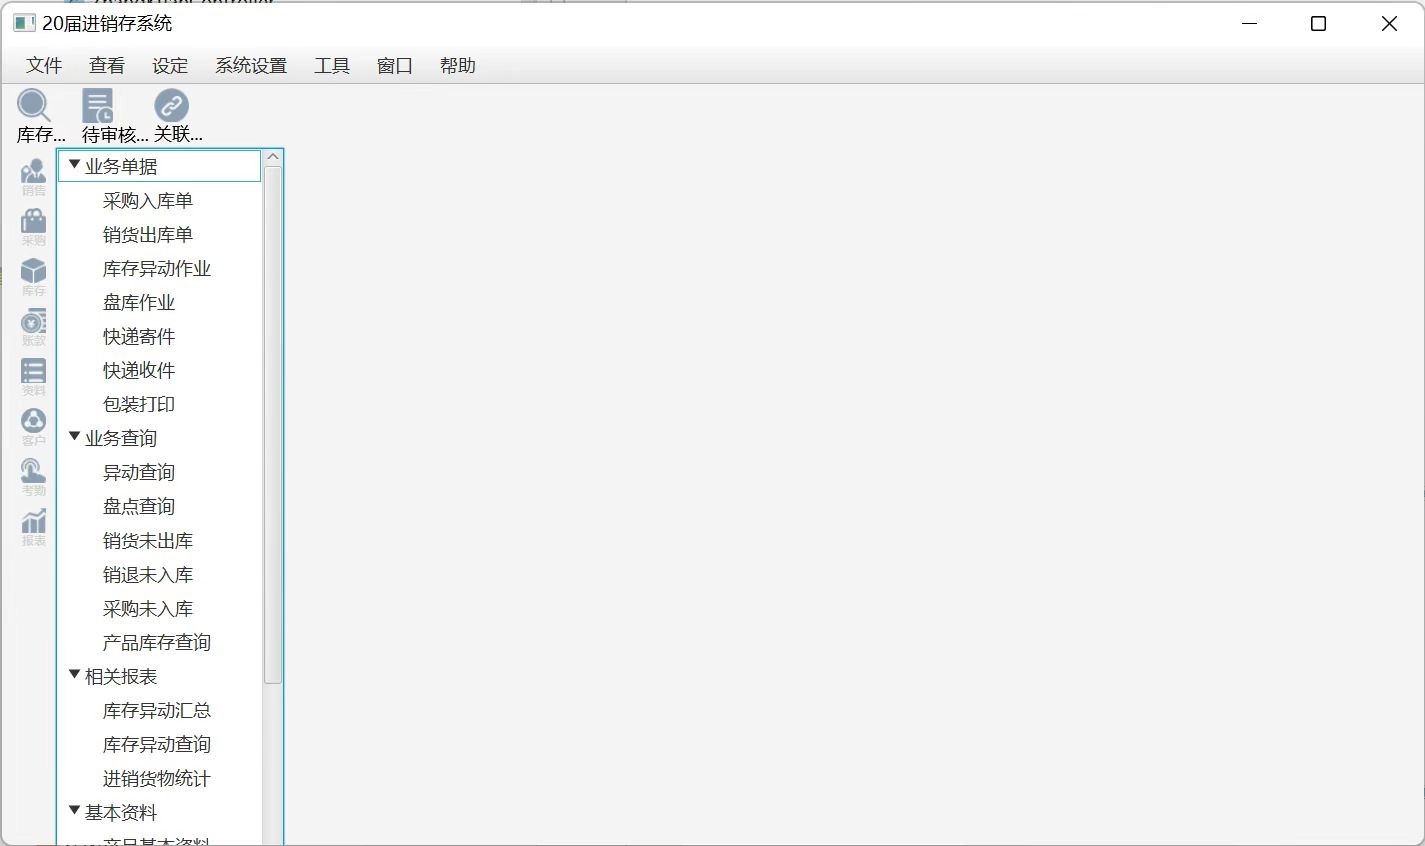 20届进销存系统
文件 查看 设定 系统设置 工具 窗口 帮助
库存... 待审核... 关联...
销售
采购
库存
账款
资料
客户
考勤
报表
业务单据
采购入库单
销货出库单
库存异动作业
盘库作业
快递寄件
快递收件
包装打印
业务查询
异动查询
盘点查询
销货未出库
销退未入库
采购未入库
产品库存查询
相关报表
库存异动汇总
库存异动查询
进销货物统计
基本资料
产品基本资料